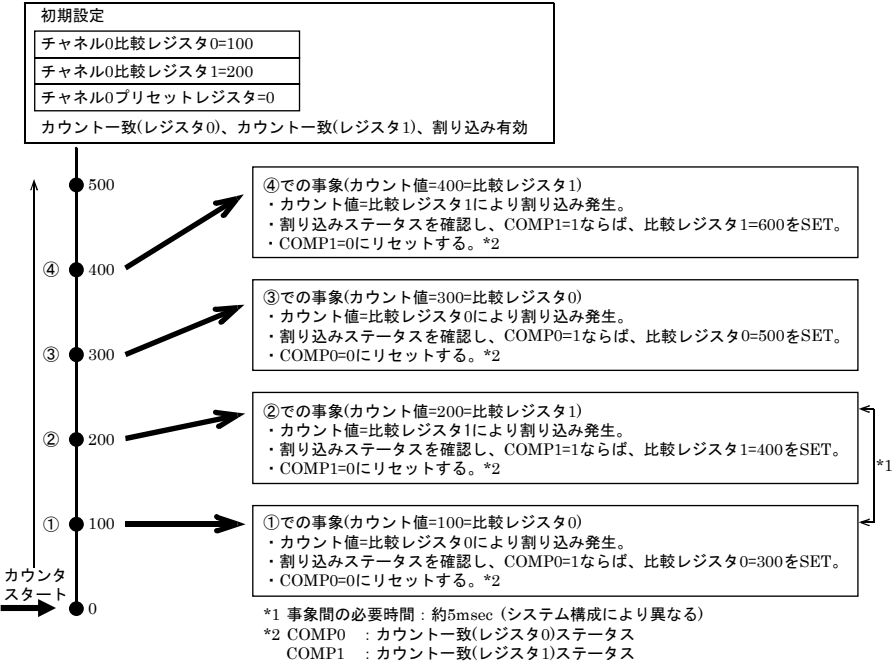 初期設定
チャネル0比較レジスタ0=100
チャネル0比較レジスタ1=200
チャネル0プリセットレジスタ=0
カウント一致(レジスタ0)、カウント一致(レジスタ1)、割り込み有効
500
④での事象(カウント値=400=比較レジスタ1)
・カウント値=比較レジスタ1により割り込み発生。
・割り込みステータスを確認し、COMP1=1ならば、比較レジスタ1=600をSET。
・COMP1=0にリセットする。*2
④ 400
③での事象(カウント値=300=比較レジスタ0)
・カウント値=比較レジスタ0により割り込み発生。
・割り込みステータスを確認し、COMP0=1ならば、比較レジスタ0=500をSET。
・COMP0=0にリセットする。*2
③ 300
②での事象(カウント値=200=比較レジスタ1)
・カウント値=比較レジスタ1により割り込み発生。
・割り込みステータスを確認し、COMP1=1ならば、比較レジスタ1=400をSET。
・COMP1=0にリセットする。*2
② 200
*1
①での事象(カウント値=100=比較レジスタ0)
・カウント値=比較レジスタ0により割り込み発生。
・割り込みステータスを確認し、COMP0=1ならば、比較レジスタ0=300をSET。
・COMP0=0にリセットする。*2
① 100
カウンタ
スタート
0
*1 事象間の必要時間：約5msec (システム構成により異なる)
*2 COMP0 ：カウント一致(レジスタ0)ステータス
COMP1 ：カウント一致(レジスタ1)ステータス